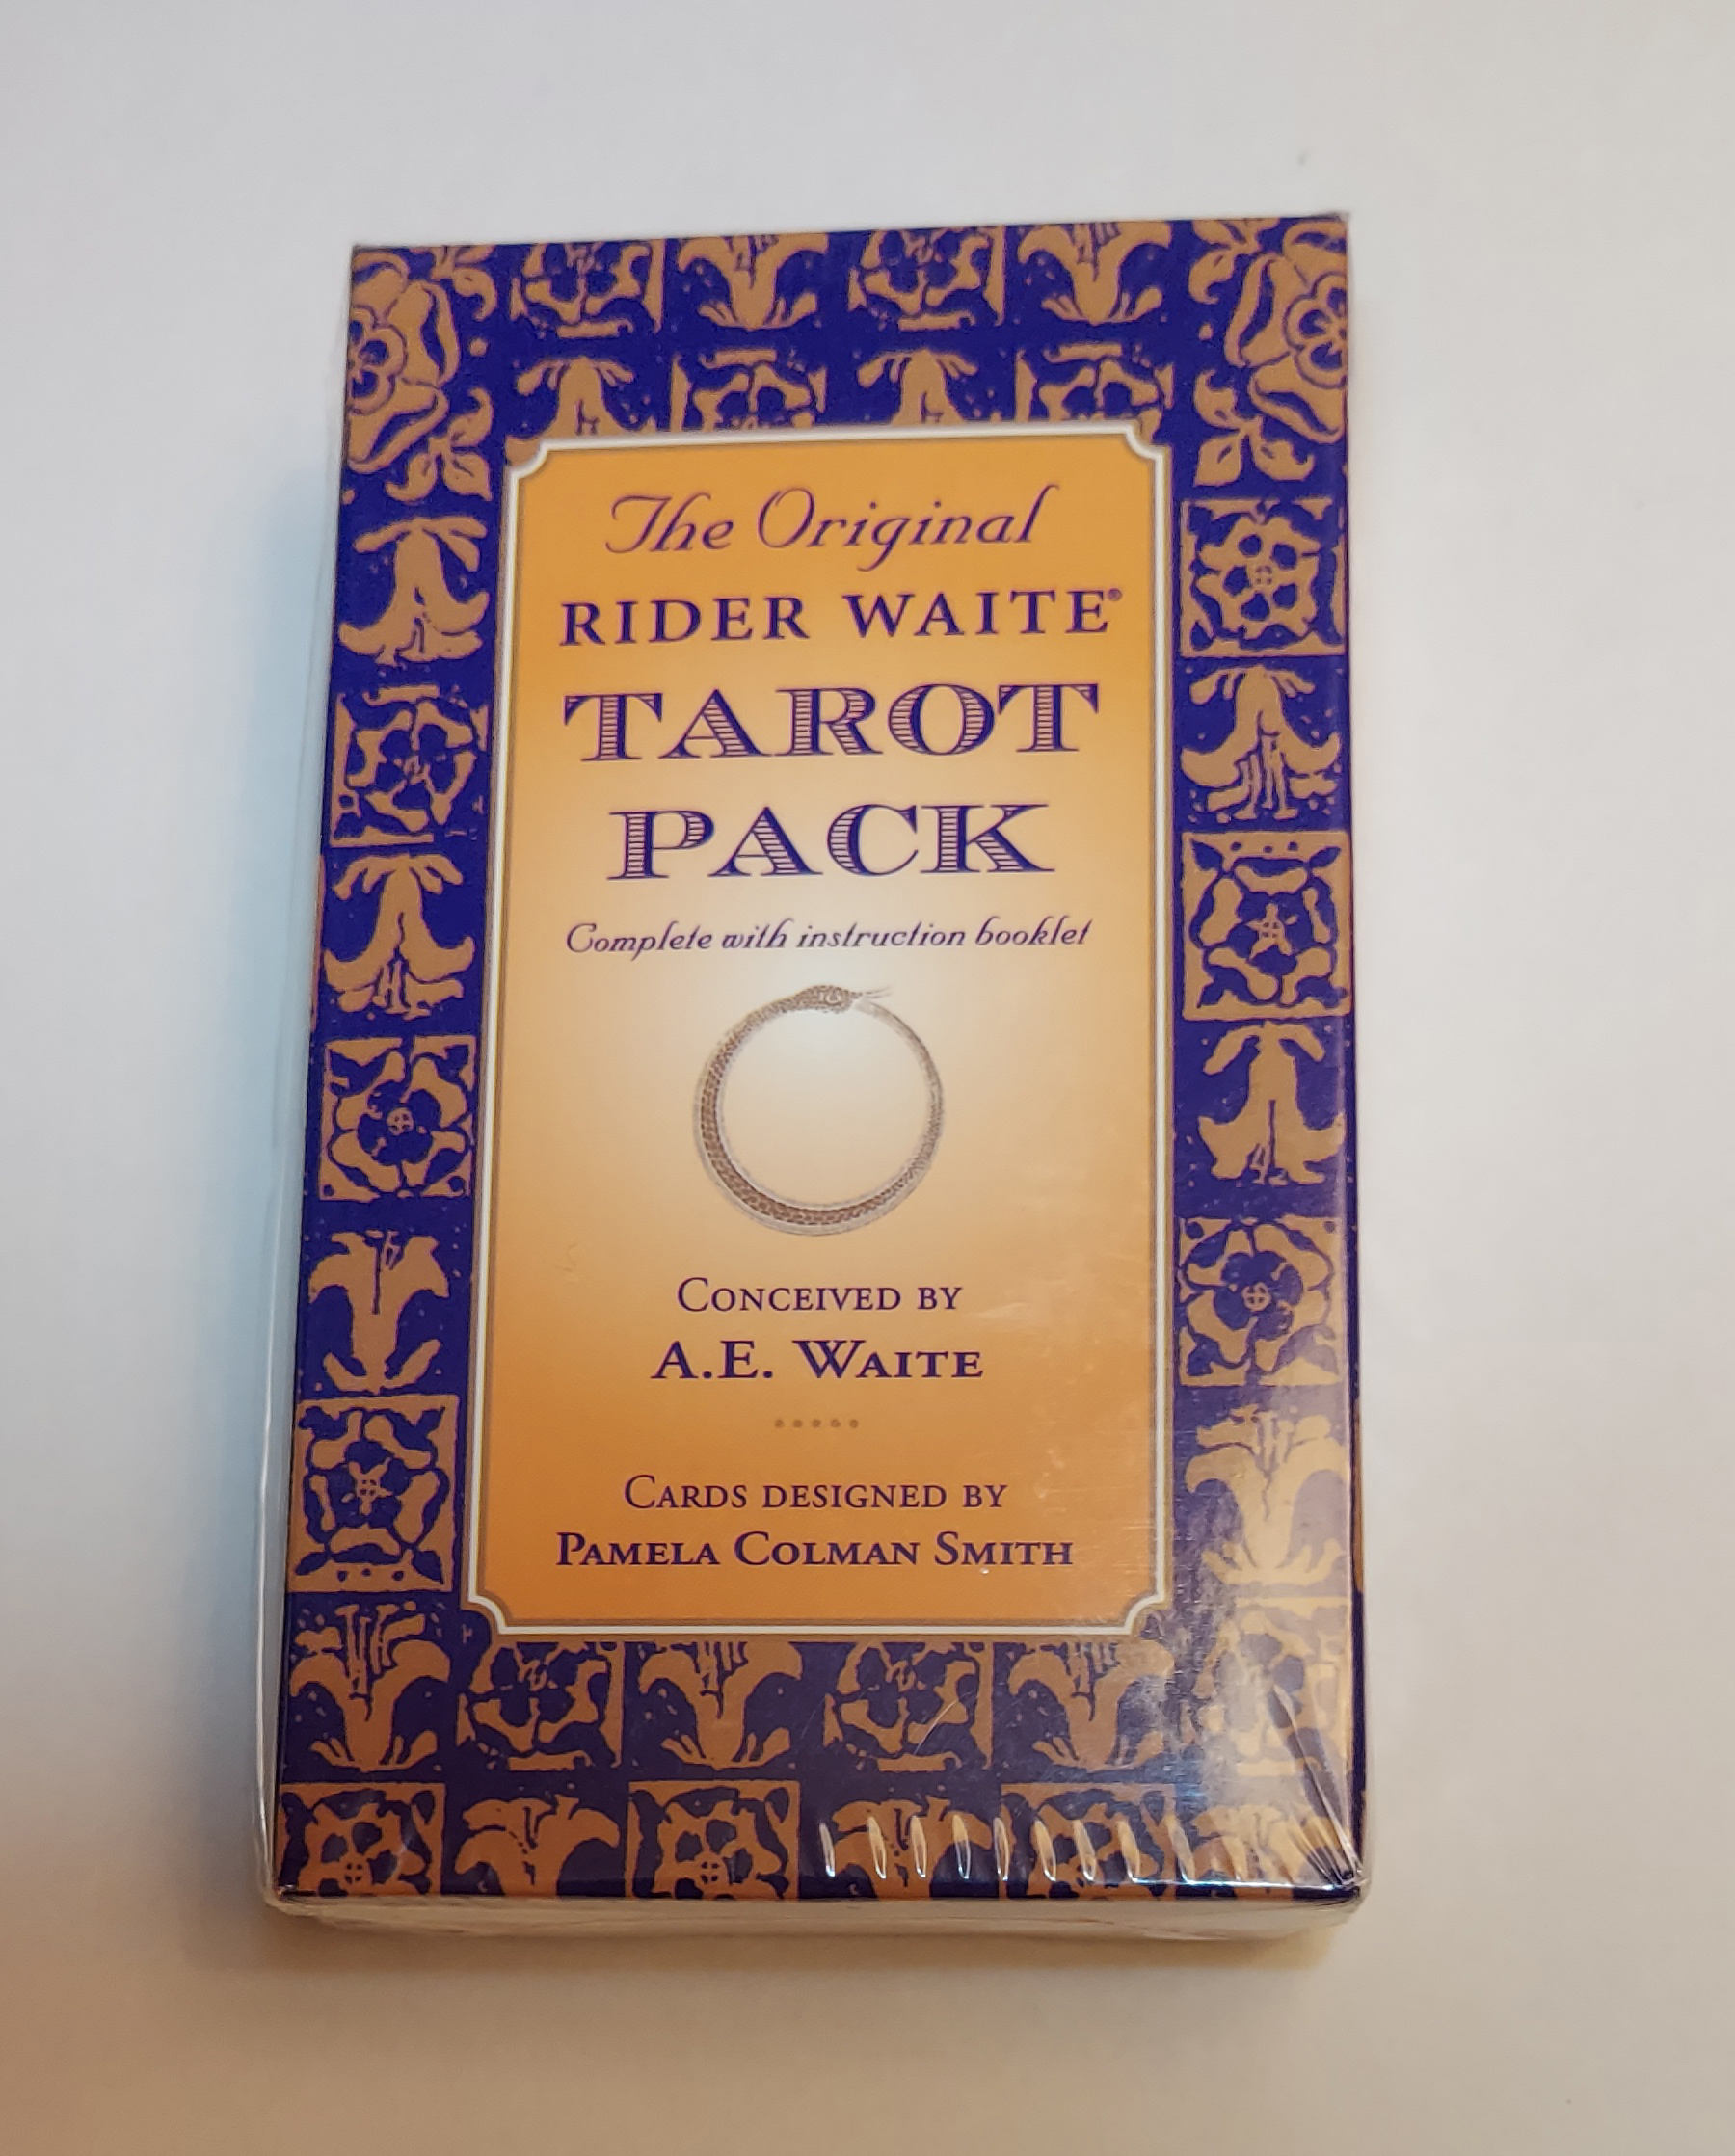 The Original
RIDER WAITE®
TAROT
PACK
Complete with instruction booklet
CONCEIVED BY
A.E. WAITE
CARDS DESIGNED BY
PAMELA COLMAN SMITH